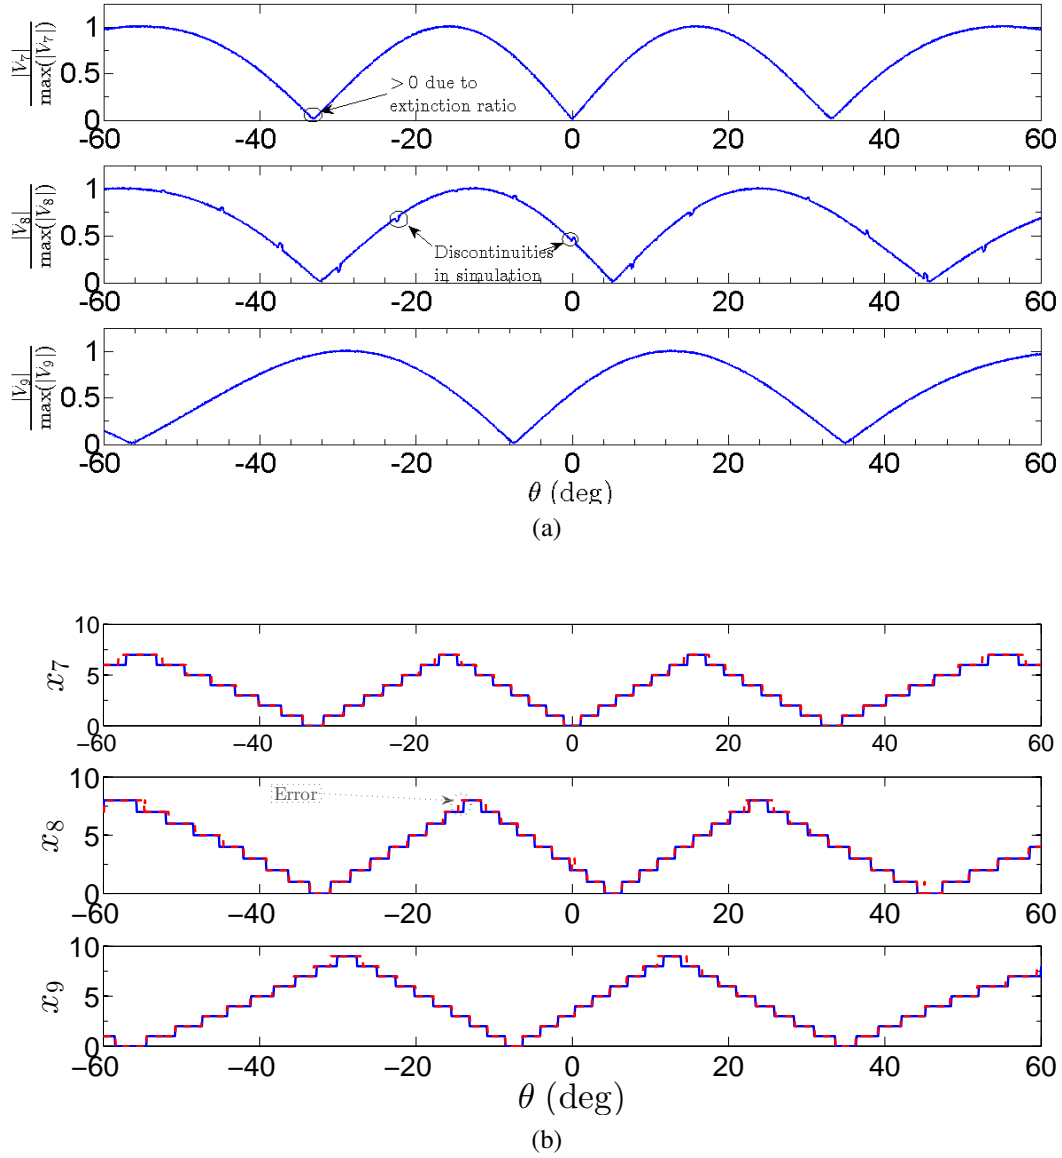 |V₇|
max(|V₇|)
1
0.5
0
> 0 due to
extinction ratio
-60 -40 -20 0 20 40 60
|V₈|
max(|V₈|)
1
0.5
0
Discontinuities
in simulation
-60 -40 -20 0 20 40 60
|V₉|
max(|V₉|)
1
0.5
0
-60 -40 -20 0 20 40 60
θ (deg)
(a)
x₇
10
5
0
−60 −40 −20 0 20 40 60
x₈
10
5
0
Error
−60 −40 −20 0 20 40 60
x₉
10
5
0
−60 −40 −20 0 20 40 60
θ (deg)
(b)